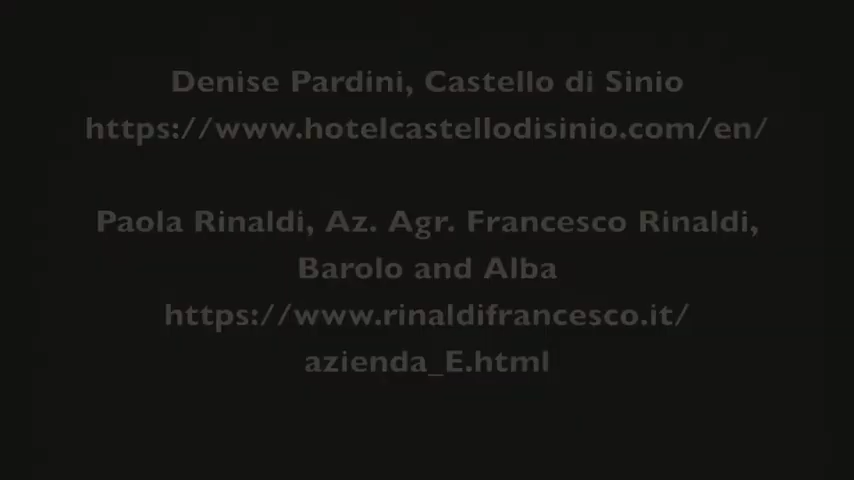 Denise Pardini, Castello di Sinio
https://www.hotelcastellodisinio.com/en/
Paola Rinaldi, Az. Agr. Francesco Rinaldi,
Barolo and Alba
https://www.rinaldifrancesco.it/
azienda_E.html